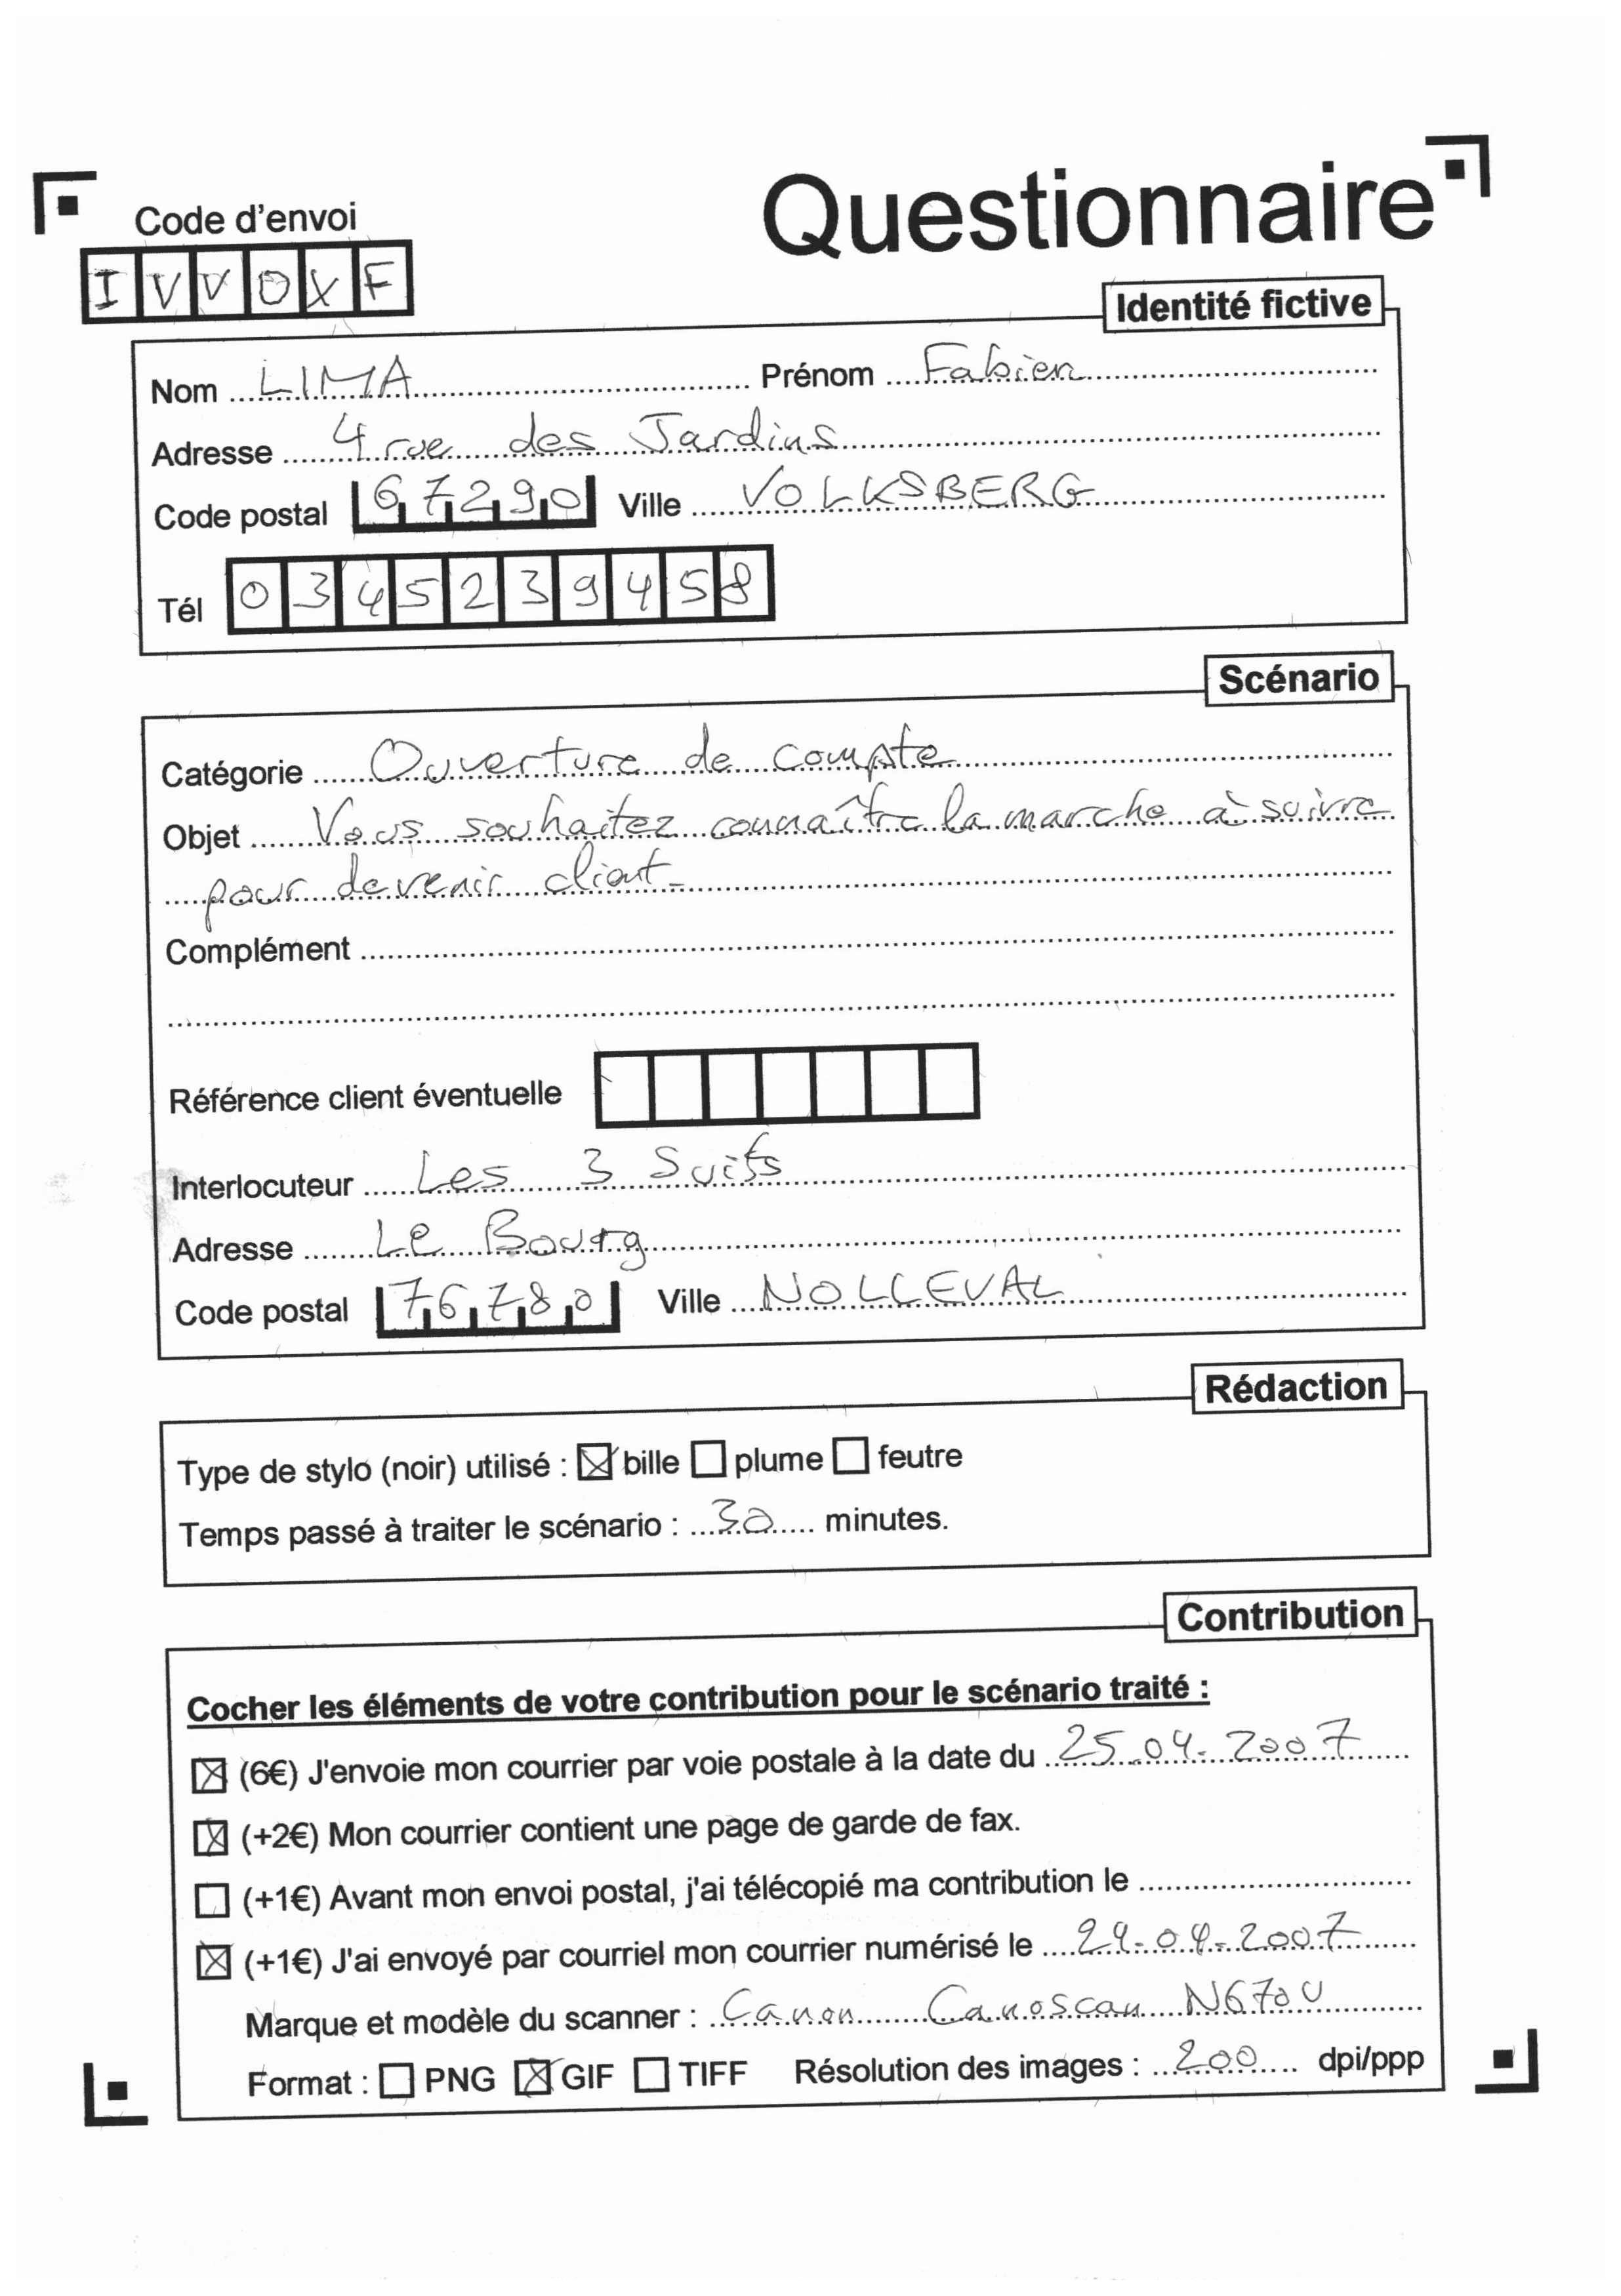 Questionnaire
Code d'envoi
IVVOXF
Identité fictive
Nom LIMA Prénom Fabien
Adresse 4 rue des Jardins
Code postal 67290 Ville VOLKSBERG
Tél 0345239458
Scénario
Catégorie Ouverture de compte
Objet Vous souhaitez connaître la marche à suivre
pour devenir client.
Complément
Référence client éventuelle
Interlocuteur Les 3 Suits
Adresse Le Bourg
Code postal 76780 Ville NOLLEVAL
Rédaction
Type de stylo (noir) utilisé : ☒ bille ☐ plume ☐ feutre
Temps passé à traiter le scénario : 30 minutes.
Contribution
Cocher les éléments de votre contribution pour le scénario traité :
☒ (6€) J'envoie mon courrier par voie postale à la date du 25.04.2007
☒ (+2€) Mon courrier contient une page de garde de fax.
☐ (+1€) Avant mon envoi postal, j'ai télécopié ma contribution le
☒ (+1€) J'ai envoyé par courriel mon courrier numérisé le 24-04-2007
Marque et modèle du scanner : Canon Canoscan N670U
Format : ☐ PNG ☒ GIF ☐ TIFF Résolution des images : 200 dpi/ppp